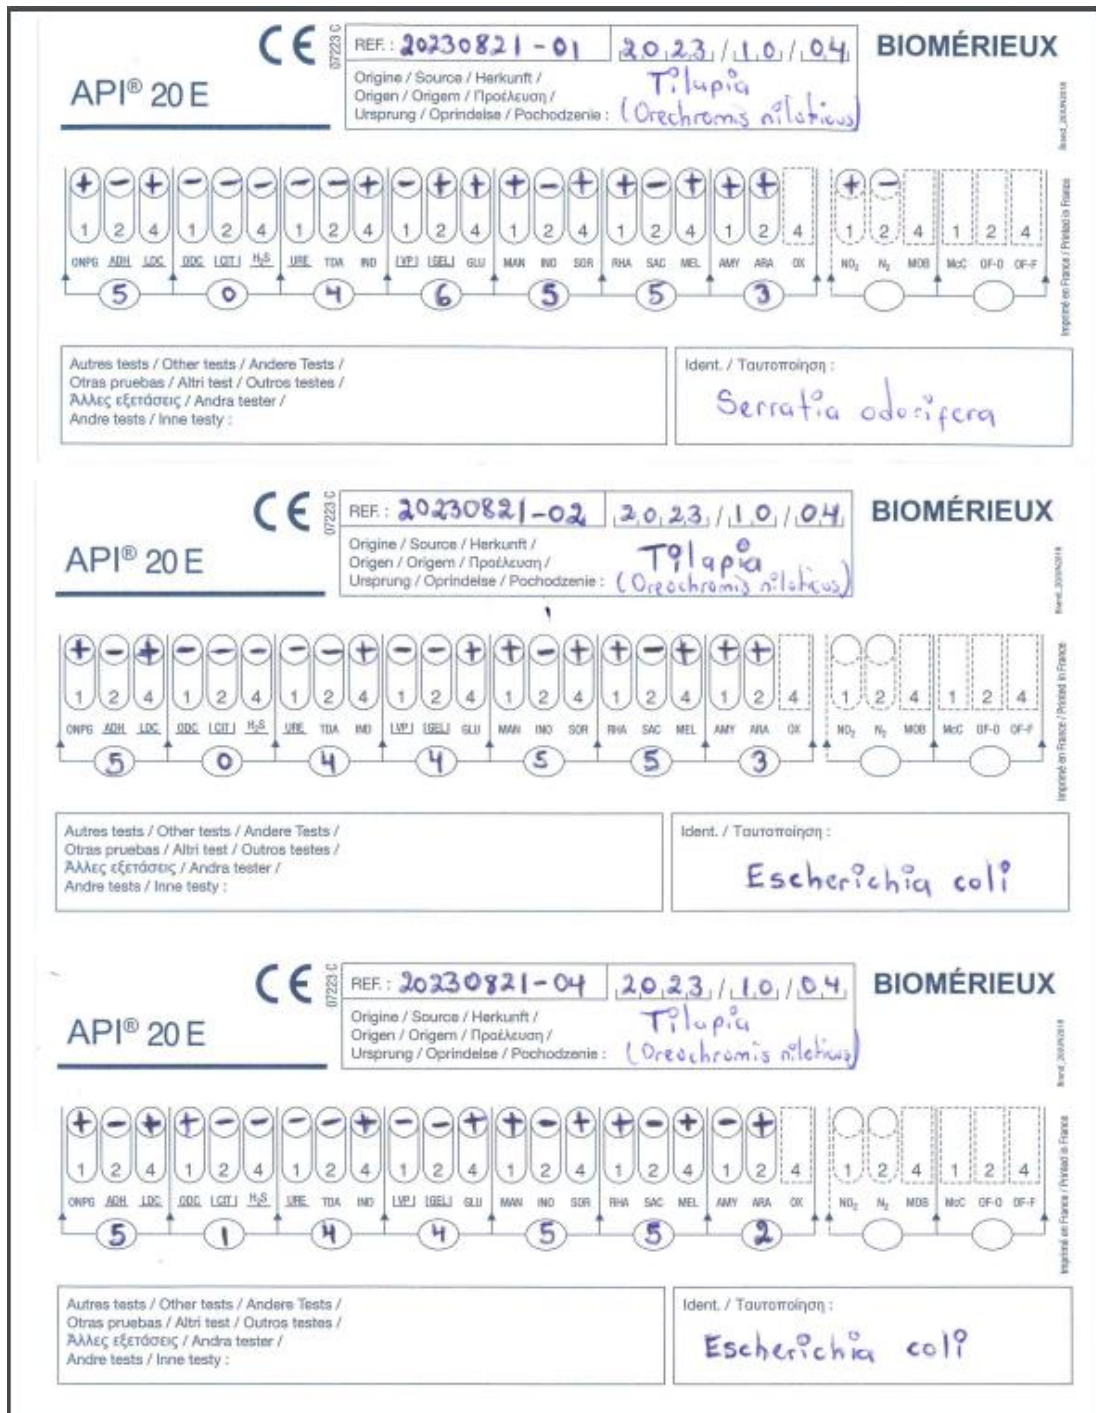 CE 07223 C REF. : 20230821-01 2023/10/04 BIOMÉRIEUX
API® 20 E
Origine / Source / Herkunft /
Origen / Origem / Προέλευση /
Ursprung / Oprindelse / Pochodzenie :
Tilapia
(Orechromis niloticus)
+ - + - - - - - + - + + + - + + - + + + + -
1 2 4 1 2 4 1 2 4 1 2 4 1 2 4 1 2 4 1 2 4 1 2 4 1 2 4
ONPG ADH LDC ODC |CIT| H₂S URE TDA IND |VP| |GEL| GLU MAN INO SOR RHA SAC MEL AMY ARA OX NO₂ N₂ MOB McC OF-O OF-F
5 0 4 6 5 5 3
Imprimé en France / Printed in France
Autres tests / Other tests / Andere Tests /
Otras pruebas / Altri test / Outros testes /
Άλλες εξετάσεις / Andra tester /
Andre tests / Inne testy :
Ident. / Ταυτοποίηση :
Serratia odorifera
CE 07223 C REF. : 20230821-02 2023/10/04 BIOMÉRIEUX
API® 20 E
Origine / Source / Herkunft /
Origen / Origem / Προέλευση /
Ursprung / Oprindelse / Pochodzenie :
Tilapia
(Oreochromis niloticus)
+ - + - - - - - + - - + + - + + - + + +
1 2 4 1 2 4 1 2 4 1 2 4 1 2 4 1 2 4 1 2 4 1 2 4 1 2 4
ONPG ADH LDC ODC |CIT| H₂S URE TDA IND |VP| |GEL| GLU MAN INO SOR RHA SAC MEL AMY ARA OX NO₂ N₂ MOB McC OF-O OF-F
5 0 4 4 5 5 3
Imprimé en France / Printed in France
Autres tests / Other tests / Andere Tests /
Otras pruebas / Altri test / Outros testes /
Άλλες εξετάσεις / Andra tester /
Andre tests / Inne testy :
Ident. / Ταυτοποίηση :
Escherichia coli
CE 07223 C REF. : 20230821-04 2023/10/04 BIOMÉRIEUX
API® 20 E
Origine / Source / Herkunft /
Origen / Origem / Προέλευση /
Ursprung / Oprindelse / Pochodzenie :
Tilapia
(Oreochromis niloticus)
+ - + + - - - - + - - + + - + + - + - +
1 2 4 1 2 4 1 2 4 1 2 4 1 2 4 1 2 4 1 2 4 1 2 4 1 2 4
ONPG ADH LDC ODC |CIT| H₂S URE TDA IND |VP| |GEL| GLU MAN INO SOR RHA SAC MEL AMY ARA OX NO₂ N₂ MOB McC OF-O OF-F
5 1 4 4 5 5 2
Imprimé en France / Printed in France
Autres tests / Other tests / Andere Tests /
Otras pruebas / Altri test / Outros testes /
Άλλες εξετάσεις / Andra tester /
Andre tests / Inne testy :
Ident. / Ταυτοποίηση :
Escherichia coli